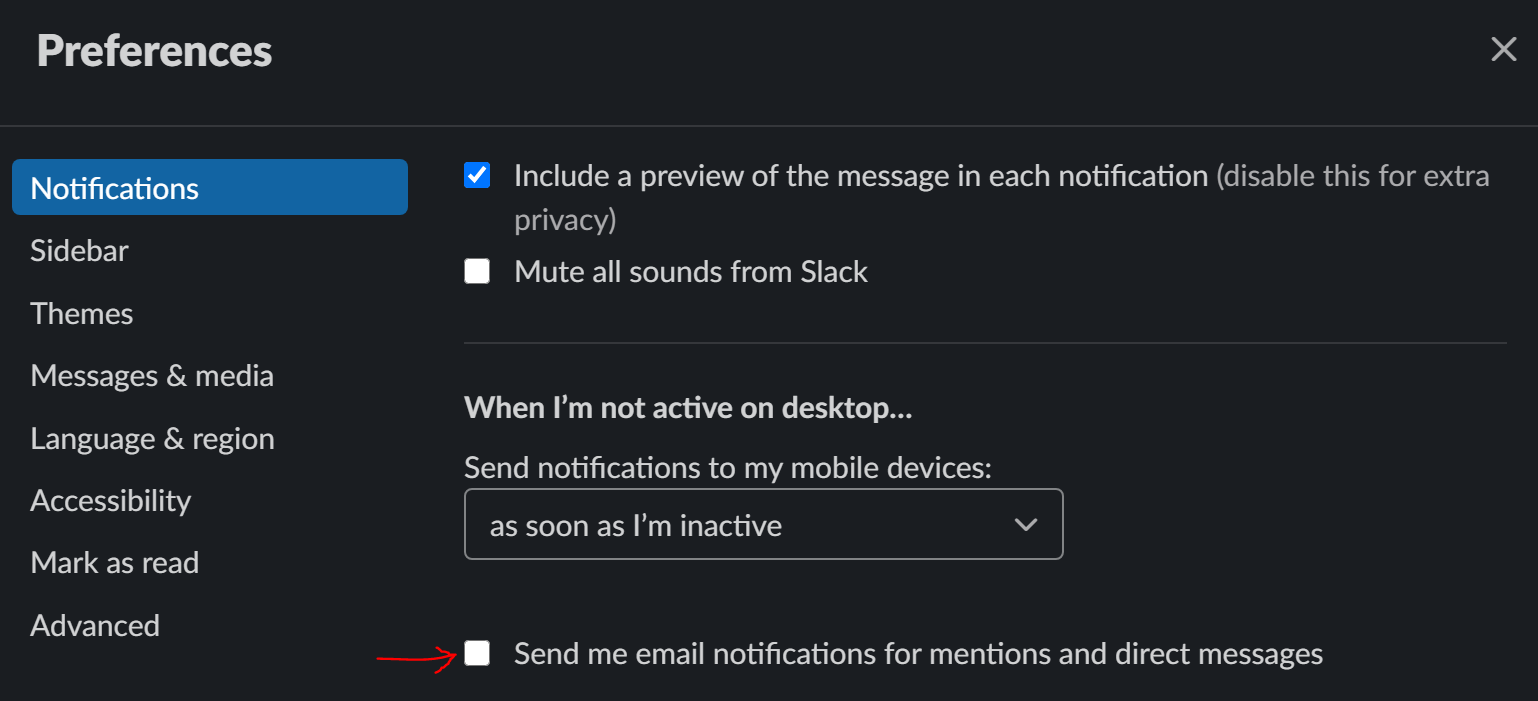 Preferences
Notifications
Sidebar
Themes
Messages & media
Language & region
Accessibility
Mark as read
Advanced
Include a preview of the message in each notification (disable this for extra
privacy)
Mute all sounds from Slack
When I’m not active on desktop...
Send notifications to my mobile devices:
as soon as I’m inactive
Send me email notifications for mentions and direct messages